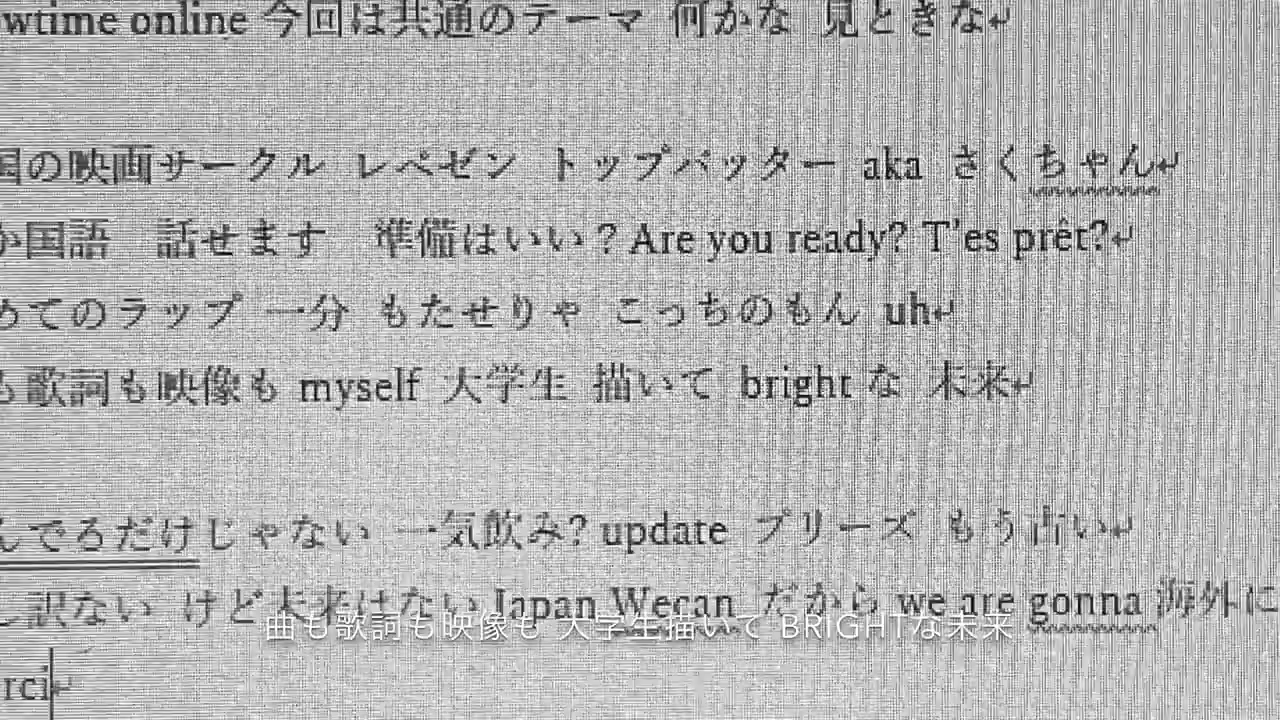 wtime online 今回は共通のテーマ 何かな 見ときな
国の映画サークル レペゼン トップバッター aka さくちゃん
か国語 話せます 準備はいい？Are you ready? T'es prêt?
めてのラップ 一分 もたせりゃ こっちのもん uh
も歌詞も映像も myself 大学生 描いて bright な 未来
んでろだけじゃない 一気飲み? update プリーズ もう古い
し訳ない けど未来はない Japan Wecan だから we are gonna 海外に
曲も歌詞も映像も 大学生描いて BRIGHTな未来
rci